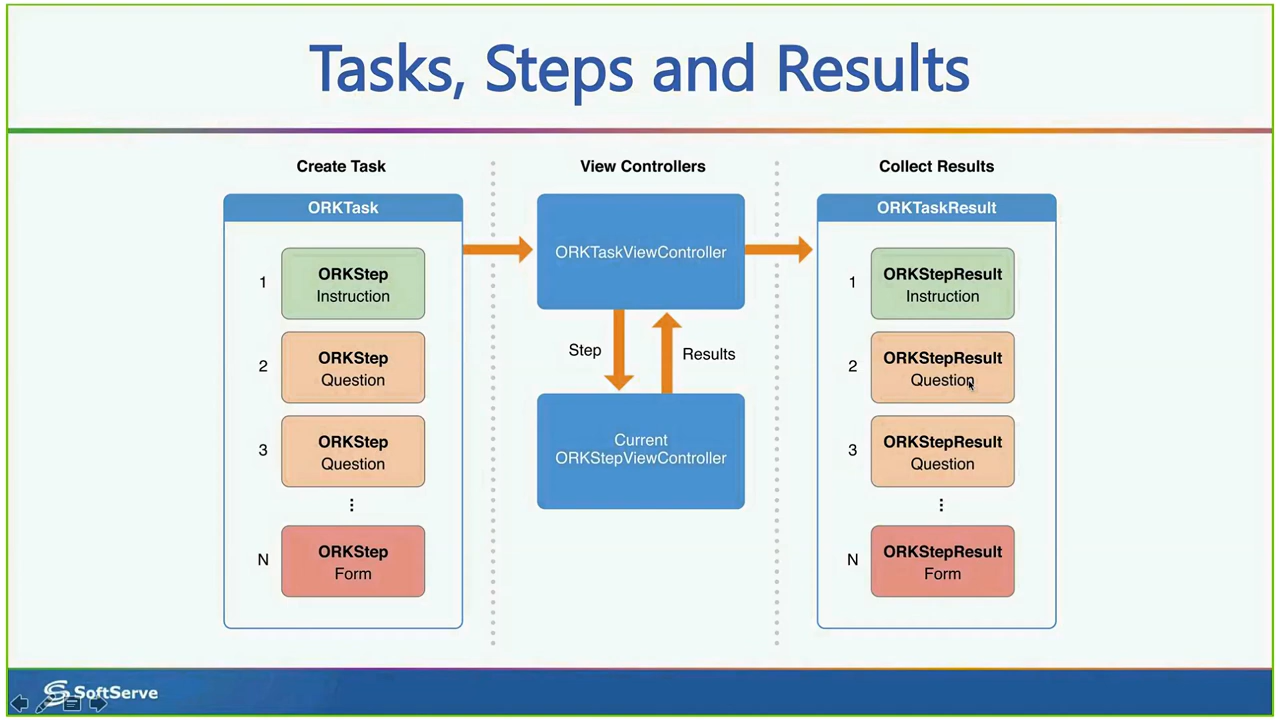 Tasks, Steps and Results
Create Task
ORKTask
1
ORKStep
Instruction
2
ORKStep
Question
3
ORKStep
Question
N
ORKStep
Form
View Controllers
ORKTaskViewController
Step
Results
Current
ORKStepViewController
Collect Results
ORKTaskResult
1
ORKStepResult
Instruction
2
ORKStepResult
Question
3
ORKStepResult
Question
N
ORKStepResult
Form
SoftServe